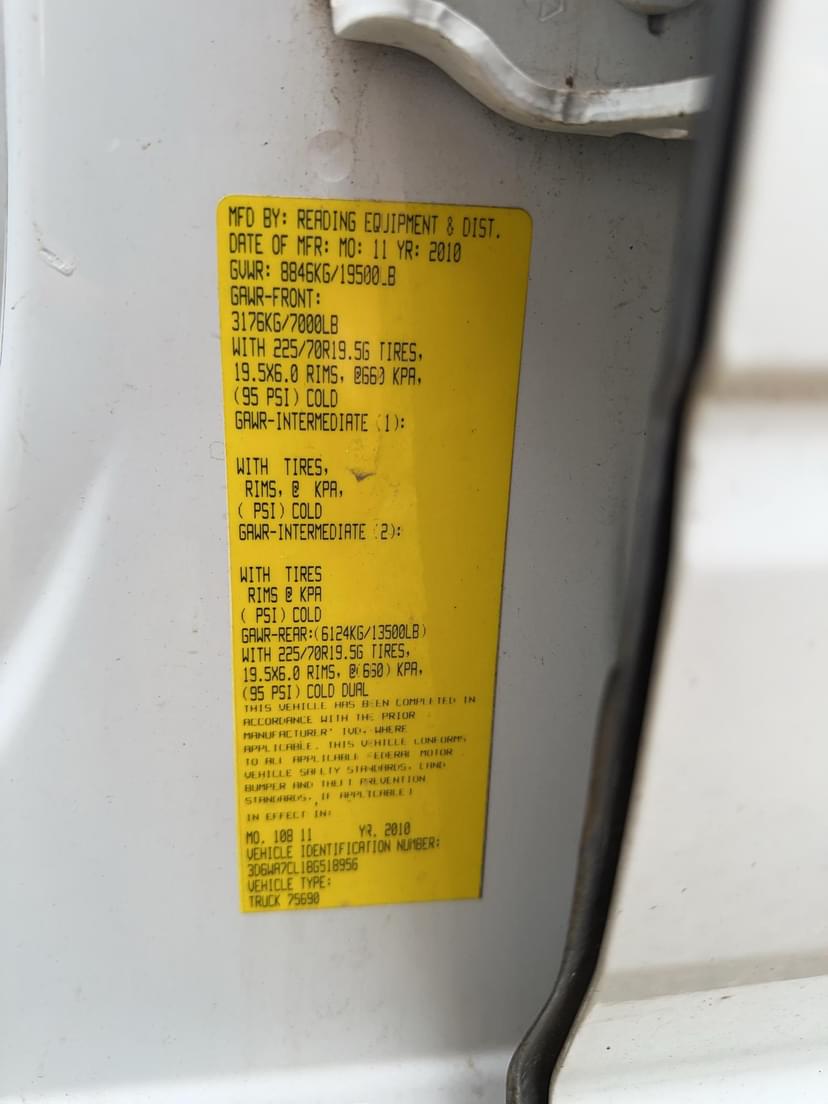 MFD BY: READING EQUIPMENT & DIST.
DATE OF MFR: MO: 11 YR: 2010
GVWR: 8846KG/19500LB
GAWR-FRONT:
3176KG/7000LB
WITH 225/70R19.5G TIRES,
19.5X6.0 RIMS, @660 KPA,
(95 PSI) COLD
GAWR-INTERMEDIATE (1):
WITH TIRES,
RIMS, @ KPA,
( PSI) COLD
GAWR-INTERMEDIATE (2):
WITH TIRES
RIMS @ KPA
( PSI) COLD
GAWR-REAR:(6124KG/13500LB)
WITH 225/70R19.5G TIRES,
19.5X6.0 RIMS, @(660) KPA,
(95 PSI) COLD DUAL
THIS VEHICLE HAS BEEN COMPLETED IN
ACCORDANCE WITH THE PRIOR
MANUFACTURER' IVD, WHERE
APPLICABLE. THIS VEHICLE CONFORMS
TO ALL APPLICABLE FEDERAL MOTOR
VEHICLE SAFETY STANDARDS, (AND
BUMPER AND THEFT PREVENTION
STANDARDS, IF APPLICABLE)
IN EFFECT IN:
MO. 108 11 YR. 2010
VEHICLE IDENTIFICATION NUMBER:
3D6WA7CL1BG518956
VEHICLE TYPE:
TRUCK 75690